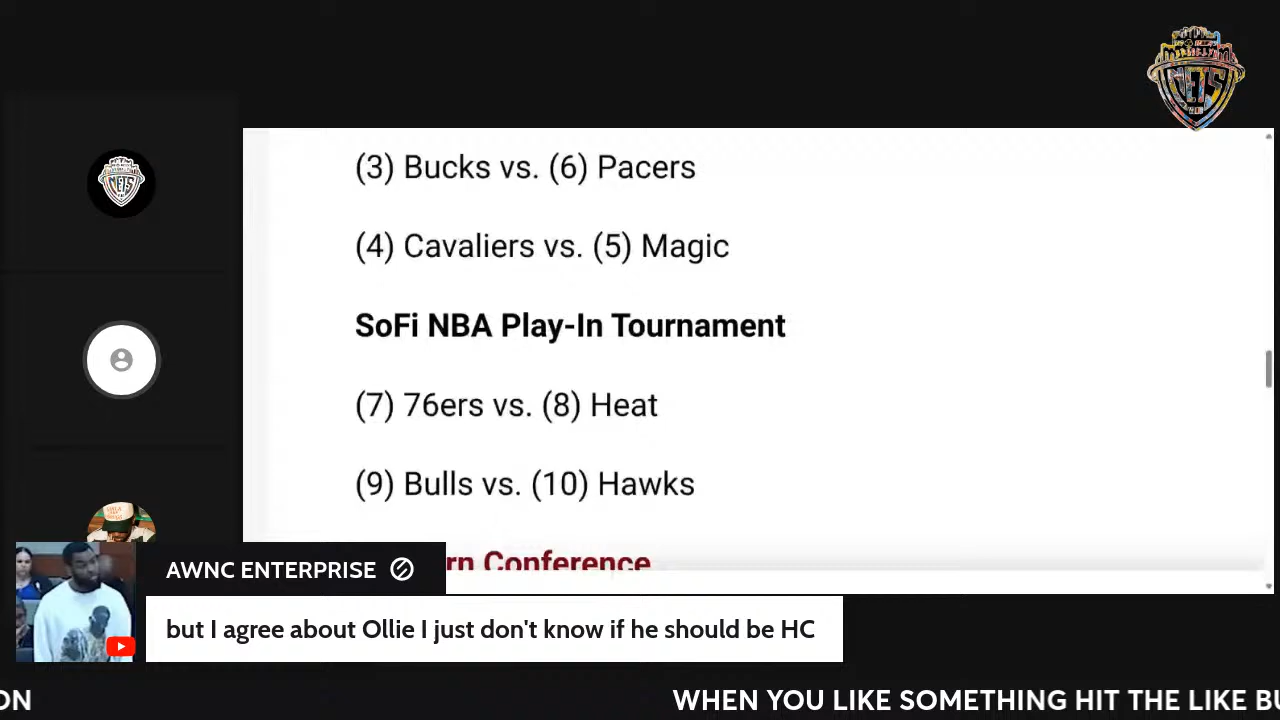 (3) Bucks vs. (6) Pacers
(4) Cavaliers vs. (5) Magic
SoFi NBA Play-In Tournament
(7) 76ers vs. (8) Heat
(9) Bulls vs. (10) Hawks
rn Conference
AWNC ENTERPRISE
but I agree about Ollie I just don't know if he should be HC
ON WHEN YOU LIKE SOMETHING HIT THE LIKE BU